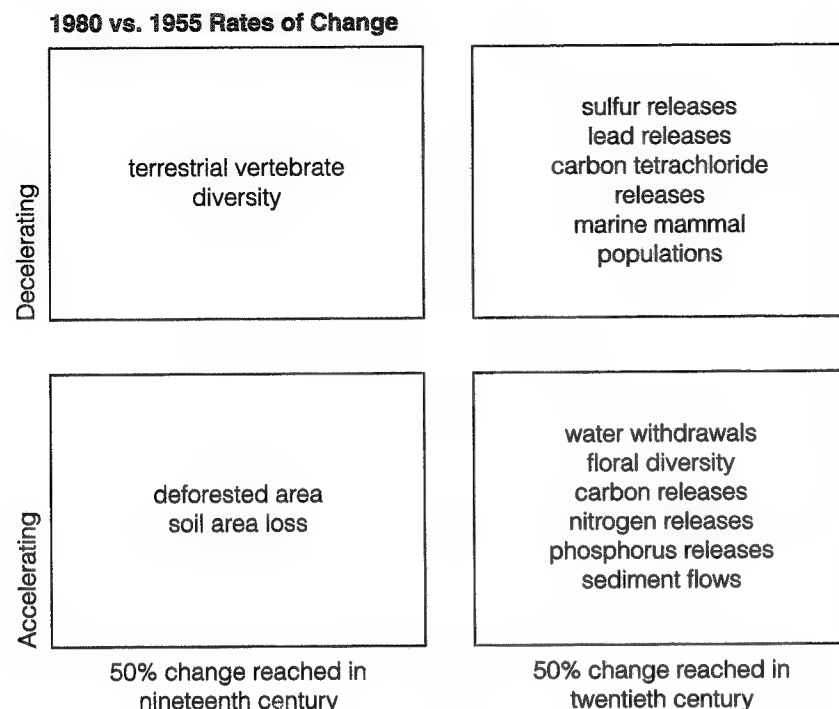 1980 vs. 1955 Rates of Change
Decelerating
terrestrial vertebrate
diversity
sulfur releases
lead releases
carbon tetrachloride
releases
marine mammal
populations
Accelerating
deforested area
soil area loss
water withdrawals
floral diversity
carbon releases
nitrogen releases
phosphorus releases
sediment flows
50% change reached in
nineteenth century
50% change reached in
twentieth century